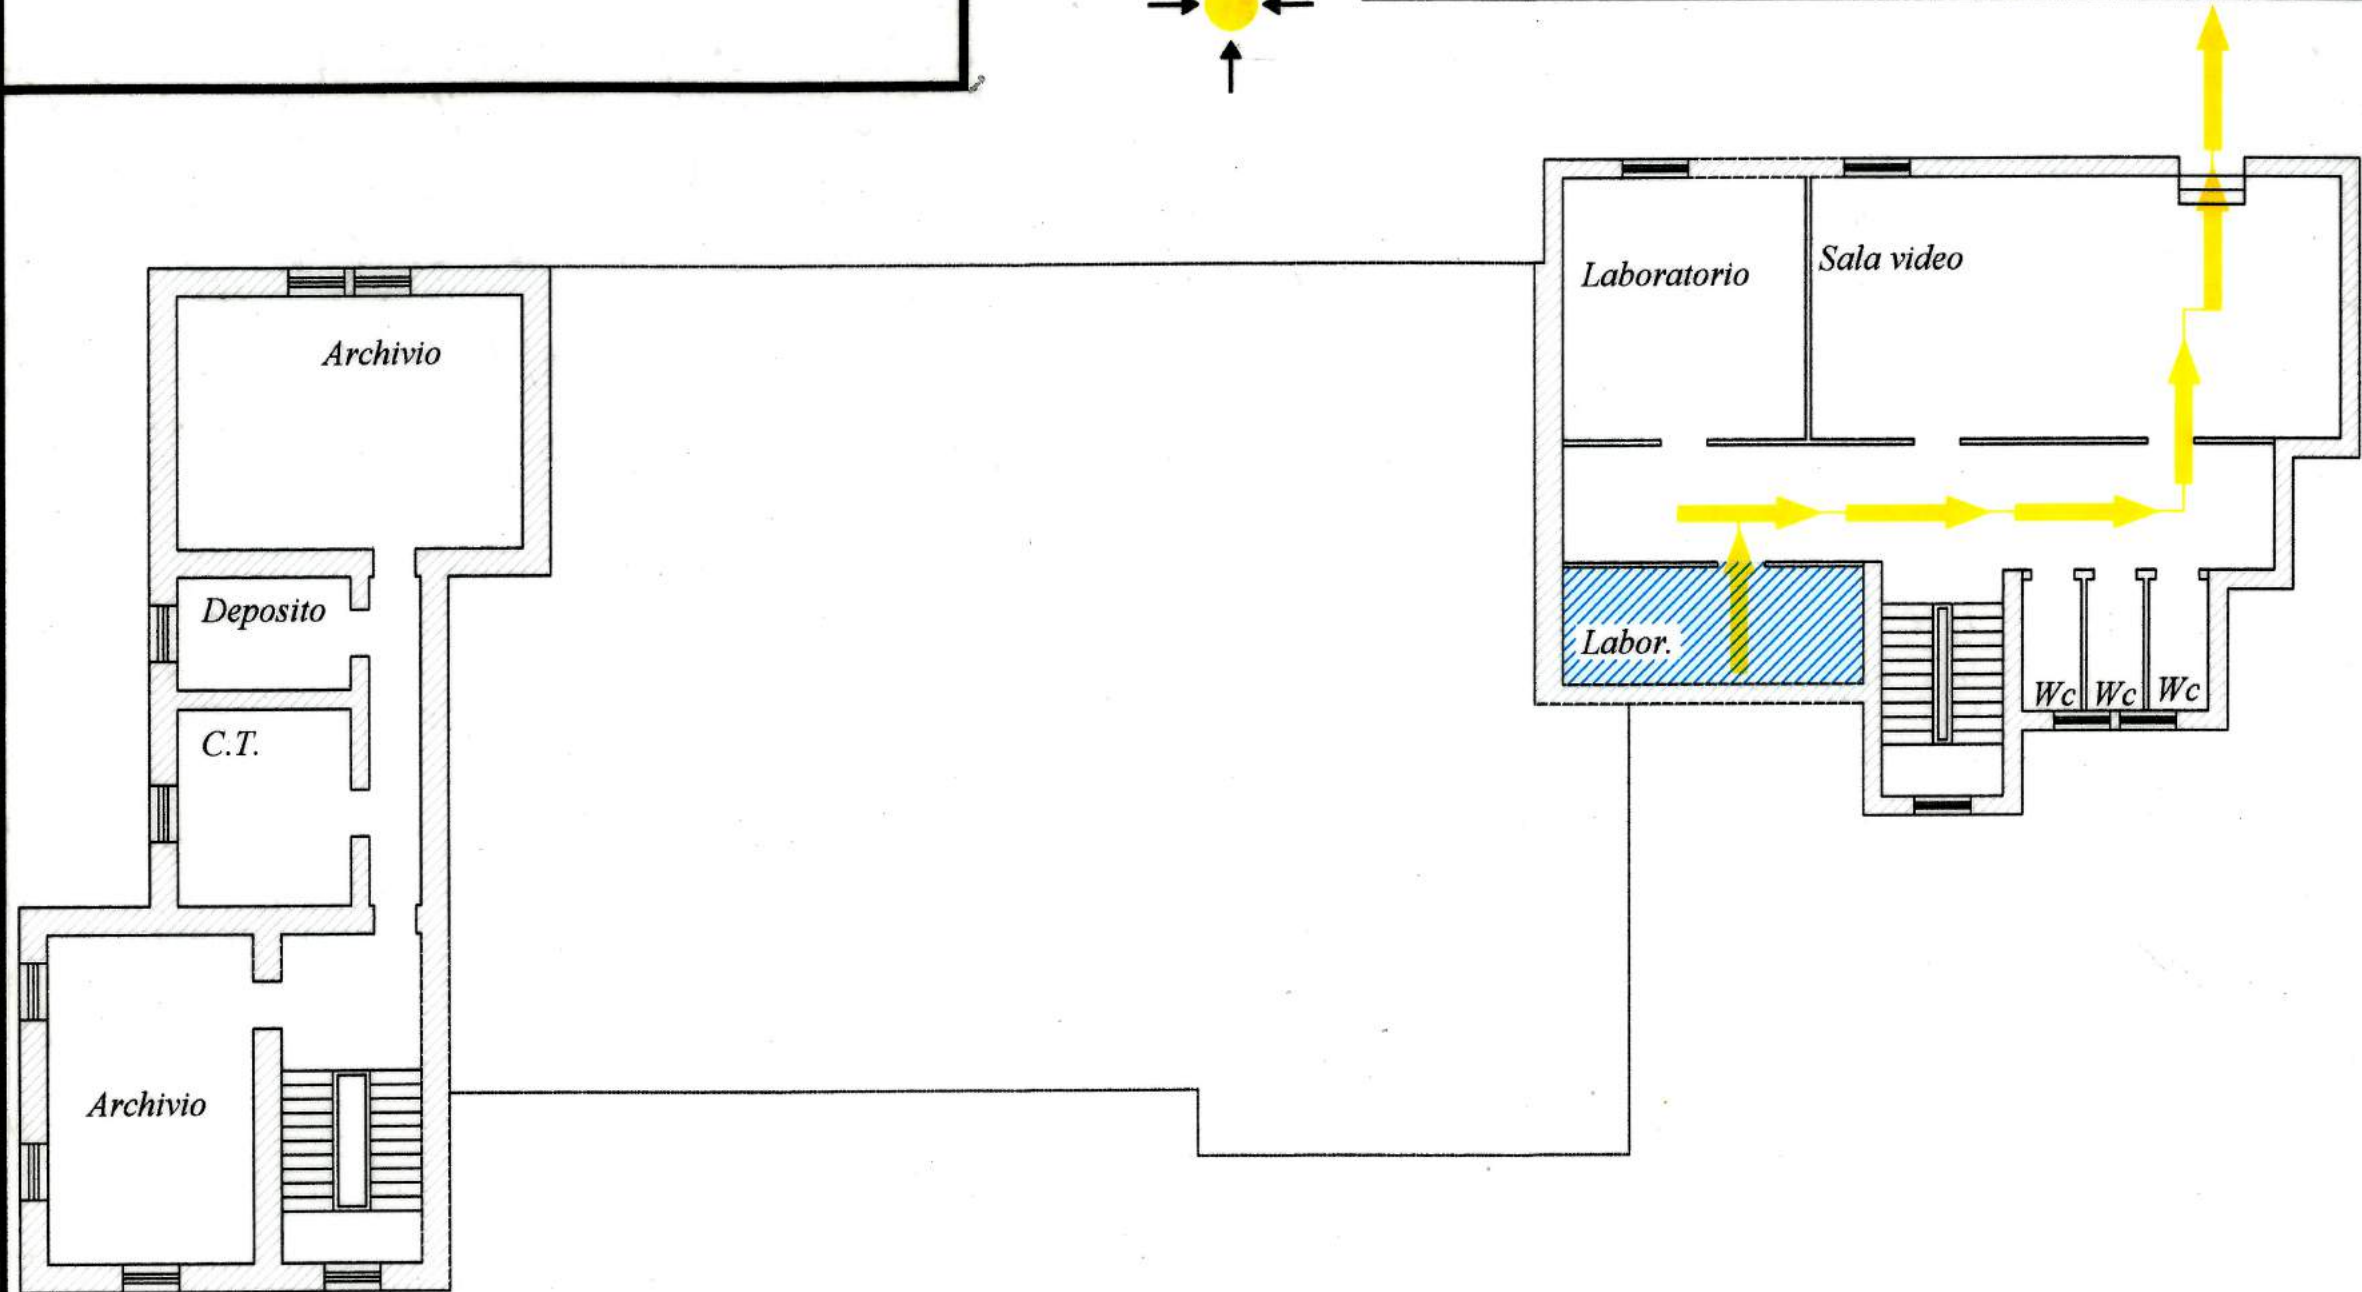 Sala video
Laboratorio
Archivio
Deposito
Labor.
Wc Wc Wc
C.T.
Archivio